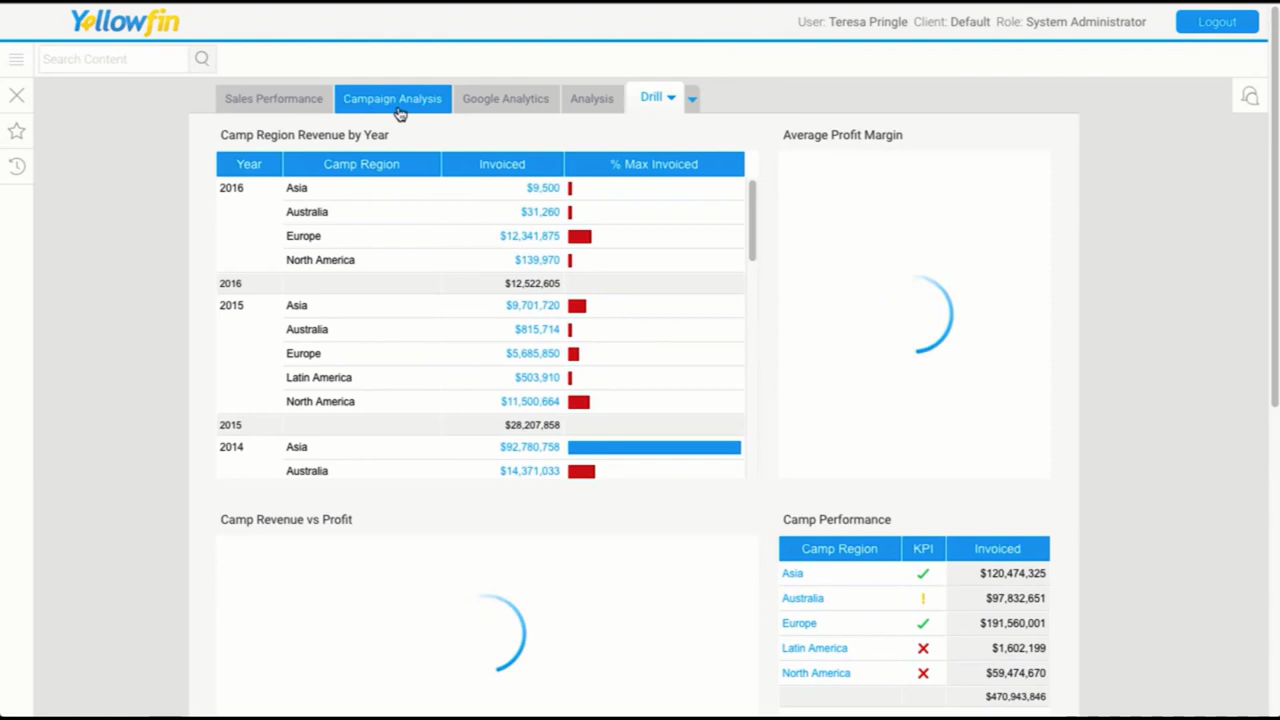 Yellowfin
User: Teresa Pringle Client: Default Role: System Administrator
Logout
Search Content
Sales Performance
Campaign Analysis
Google Analytics
Analysis
Drill
Camp Region Revenue by Year
Year Camp Region Invoiced % Max Invoiced
2016 Asia $9,500
Australia $31,260
Europe $12,341,875
North America $139,970
2016 $12,522,605
2015 Asia $9,701,720
Australia $815,714
Europe $5,685,850
Latin America $503,910
North America $11,500,664
2015 $28,207,858
2014 Asia $92,780,758
Australia $14,371,033
Average Profit Margin
Camp Revenue vs Profit
Camp Performance
Camp Region KPI Invoiced
Asia $120,474,325
Australia ! $97,832,651
Europe $191,560,001
Latin America $1,602,199
North America $59,474,670
$470,943,846